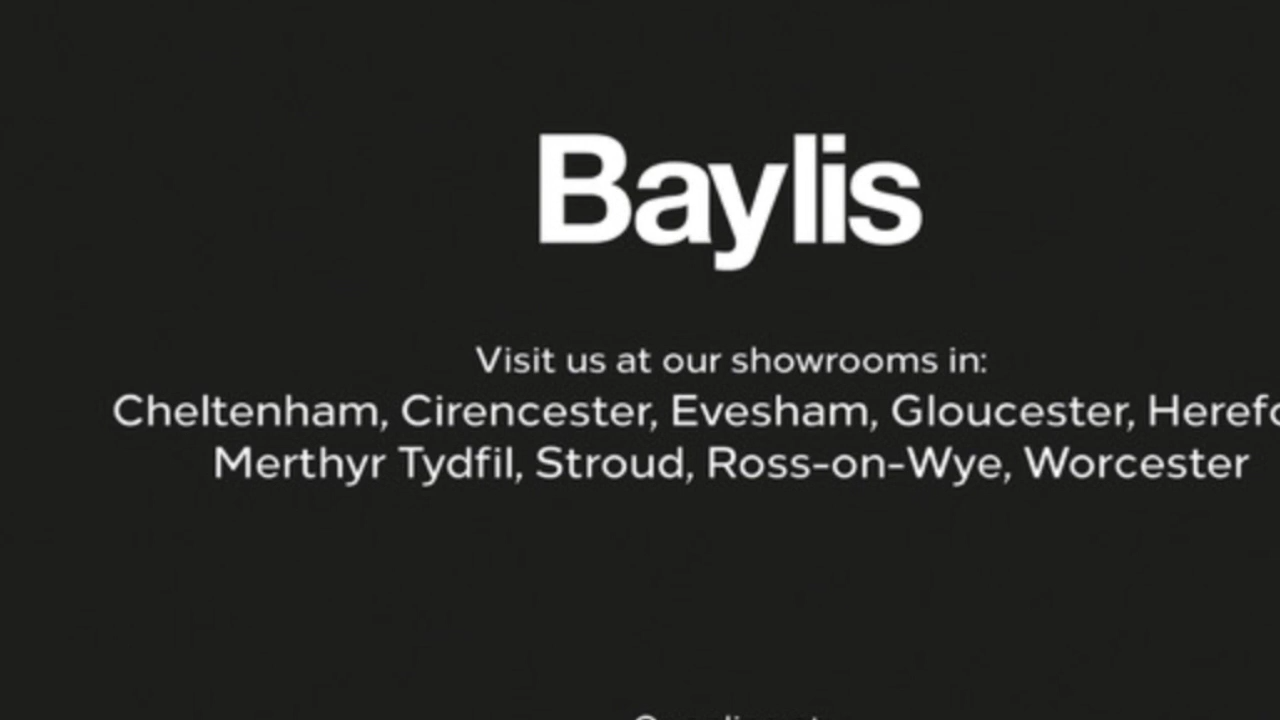 Baylis
Visit us at our showrooms in:
Cheltenham, Cirencester, Evesham, Gloucester,
Merthyr Tydfil, Stroud, Ross-on-Wye, Worcester